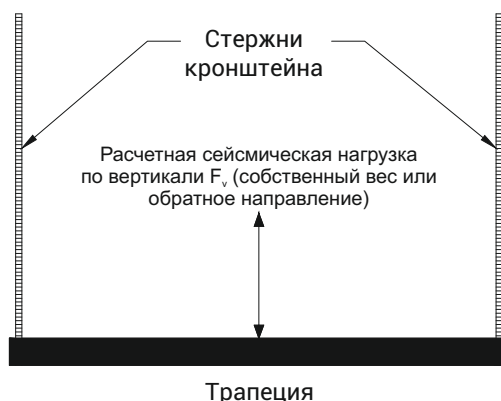 Стержни
кронштейна
Расчетная сейсмическая нагрузка
по вертикали Fv (собственный вес или
обратное направление)
Трапеция